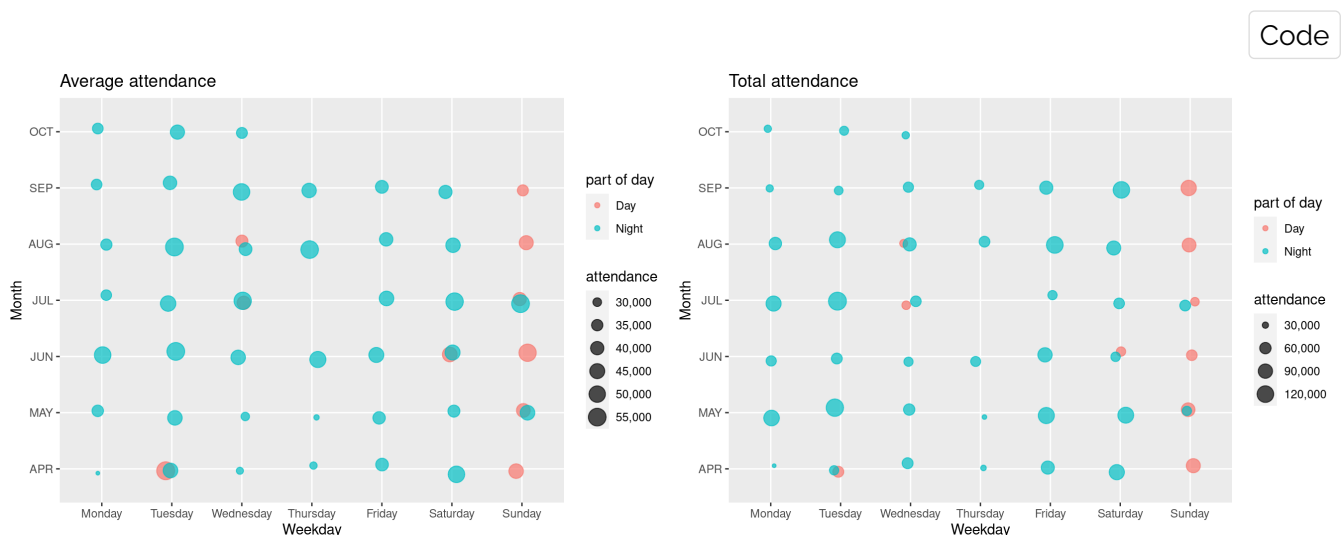 Code
Average attendance
OCT
SEP
AUG
JUL
JUN
MAY
APR
Month
Monday Tuesday Wednesday Thursday Friday Saturday Sunday
Weekday
part of day
Day
Night
attendance
30,000
35,000
40,000
45,000
50,000
55,000
Total attendance
OCT
SEP
AUG
JUL
JUN
MAY
APR
Month
Monday Tuesday Wednesday Thursday Friday Saturday Sunday
Weekday
part of day
Day
Night
attendance
30,000
60,000
90,000
120,000